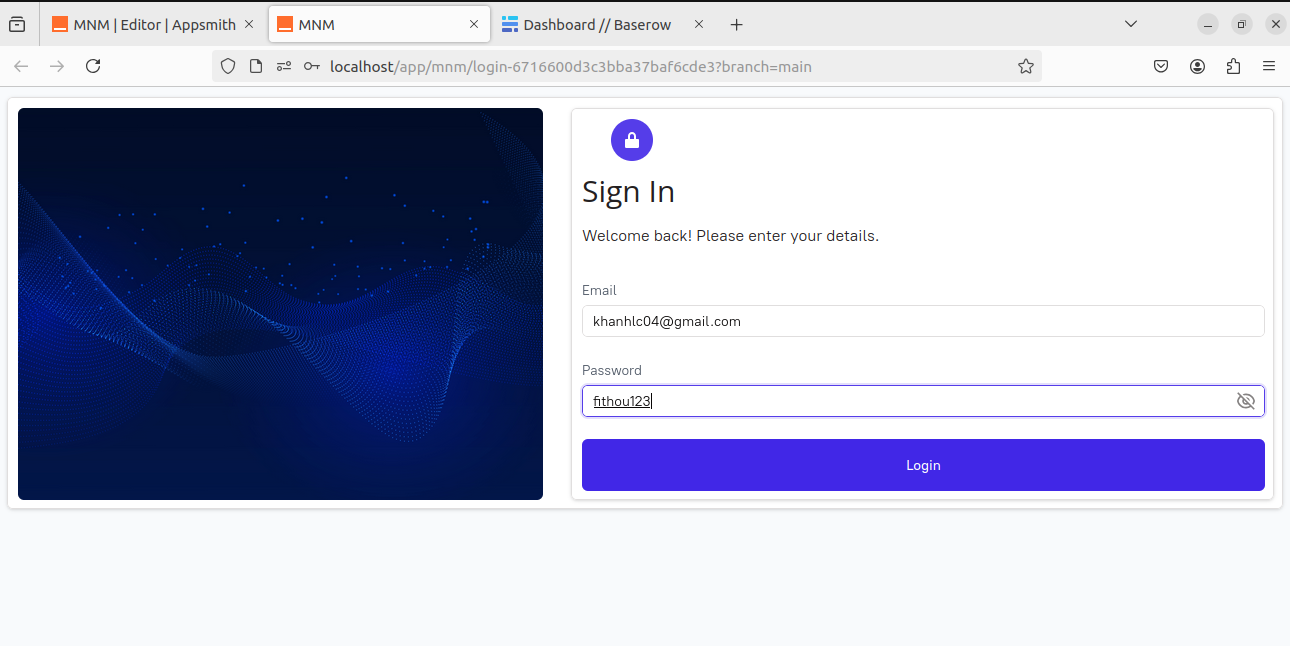 MNM | Editor | Appsmith
MNM
Dashboard // Baserow
localhost/app/mnm/login-6716600d3c3bba37baf6cde3?branch=main
Sign In
Welcome back! Please enter your details.
Email
khanhlc04@gmail.com
Password
fithou123
Login